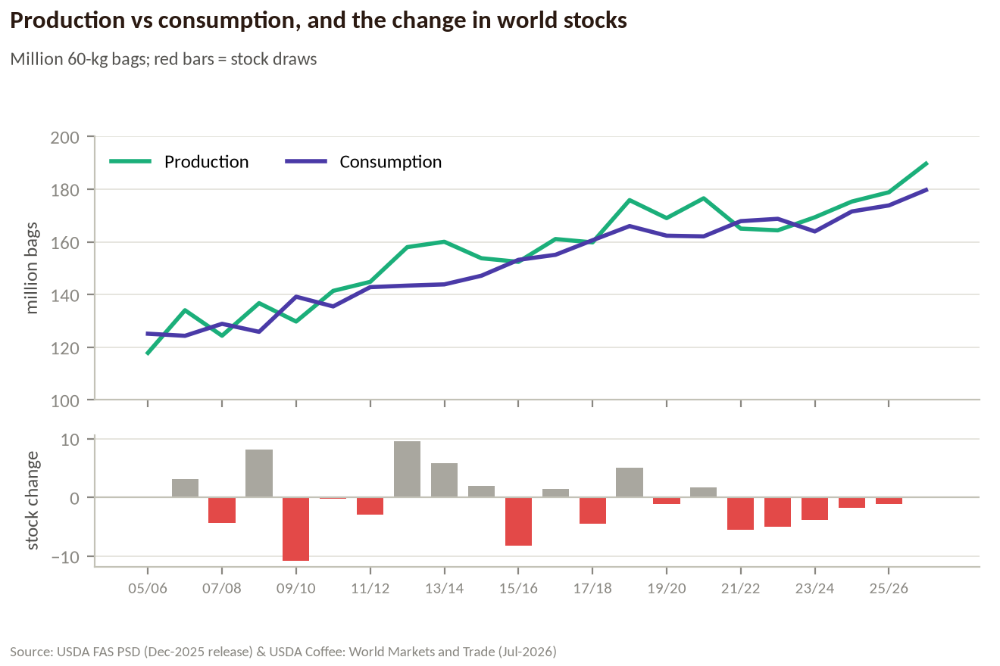 Production vs consumption, and the change in world stocks
Million 60-kg bags; red bars = stock draws
200
Production Consumption
180
160
140
120
100
million bags
10
0
−10
stock change
05/06 07/08 09/10 11/12 13/14 15/16 17/18 19/20 21/22 23/24 25/26
Source: USDA FAS PSD (Dec-2025 release) & USDA Coffee: World Markets and Trade (Jul-2026)